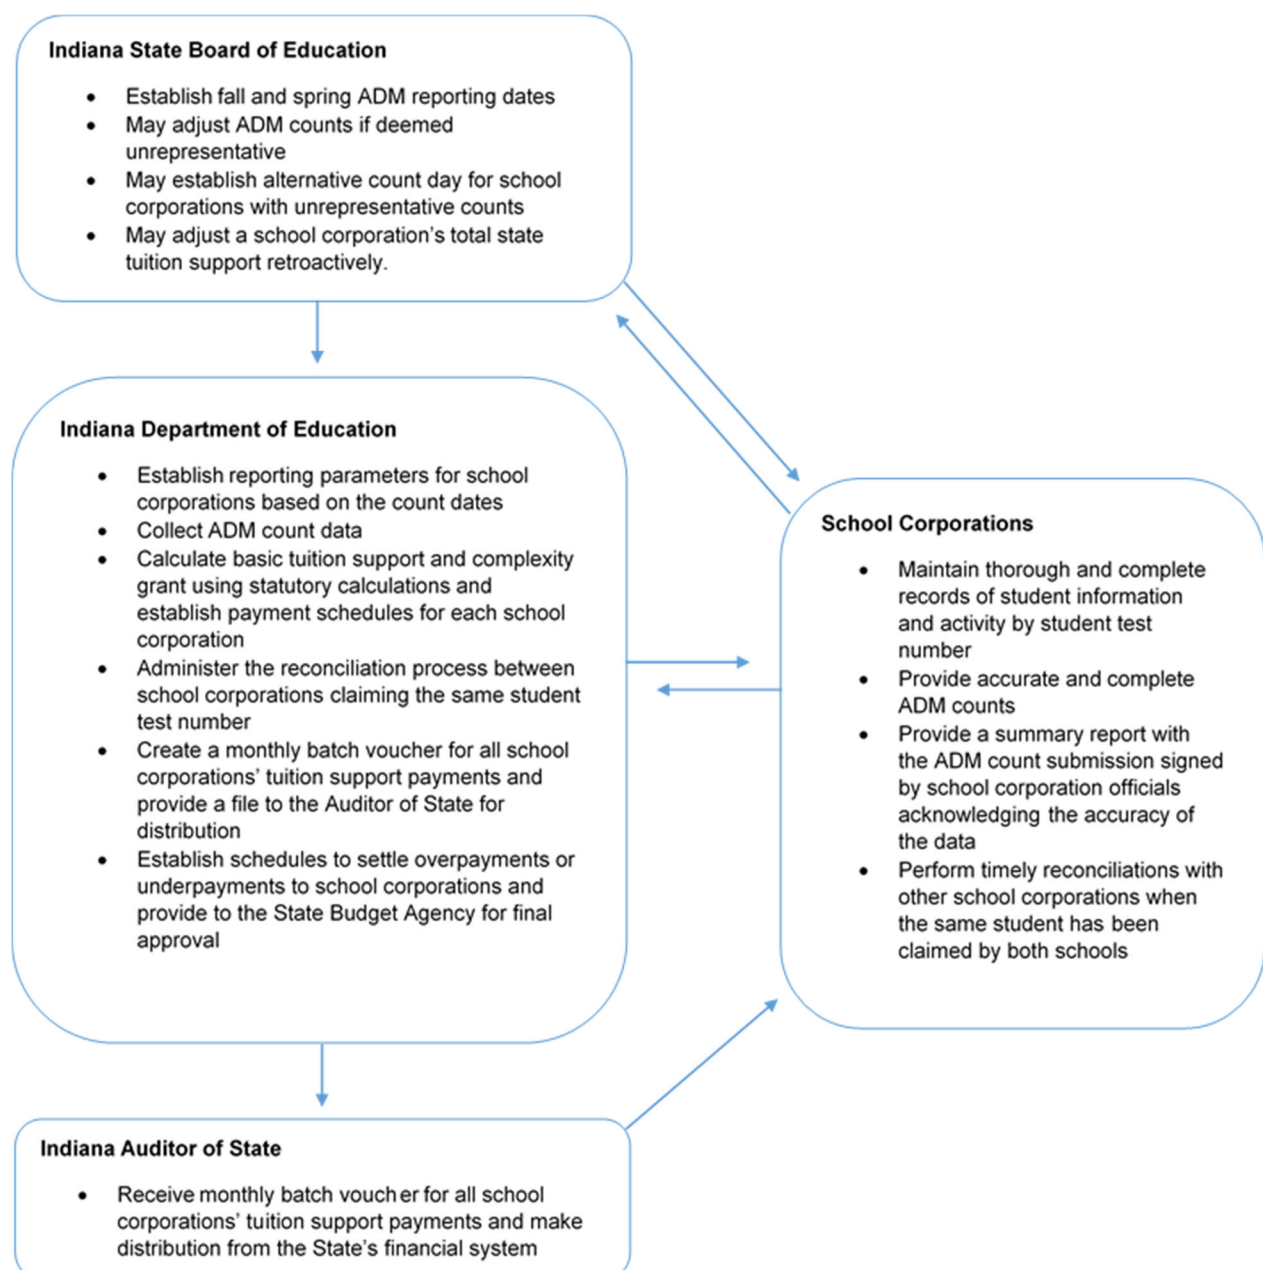 Indiana State Board of Education
• Establish fall and spring ADM reporting dates
• May adjust ADM counts if deemed
unrepresentative
• May establish alternative count day for school
corporations with unrepresentative counts
• May adjust a school corporation's total state
tuition support retroactively.
Indiana Department of Education
• Establish reporting parameters for school
corporations based on the count dates
• Collect ADM count data
• Calculate basic tuition support and complexity
grant using statutory calculations and
establish payment schedules for each school
corporation
• Administer the reconciliation process between
school corporations claiming the same student
test number
• Create a monthly batch voucher for all school
corporations' tuition support payments and
provide a file to the Auditor of State for
distribution
• Establish schedules to settle overpayments or
underpayments to school corporations and
provide to the State Budget Agency for final
approval
School Corporations
• Maintain thorough and complete
records of student information
and activity by student test
number
• Provide accurate and complete
ADM counts
• Provide a summary report with
the ADM count submission signed
by school corporation officials
acknowledging the accuracy of
the data
• Perform timely reconciliations with
other school corporations when
the same student has been
claimed by both schools
Indiana Auditor of State
• Receive monthly batch voucher for all school
corporations' tuition support payments and make
distribution from the State's financial system